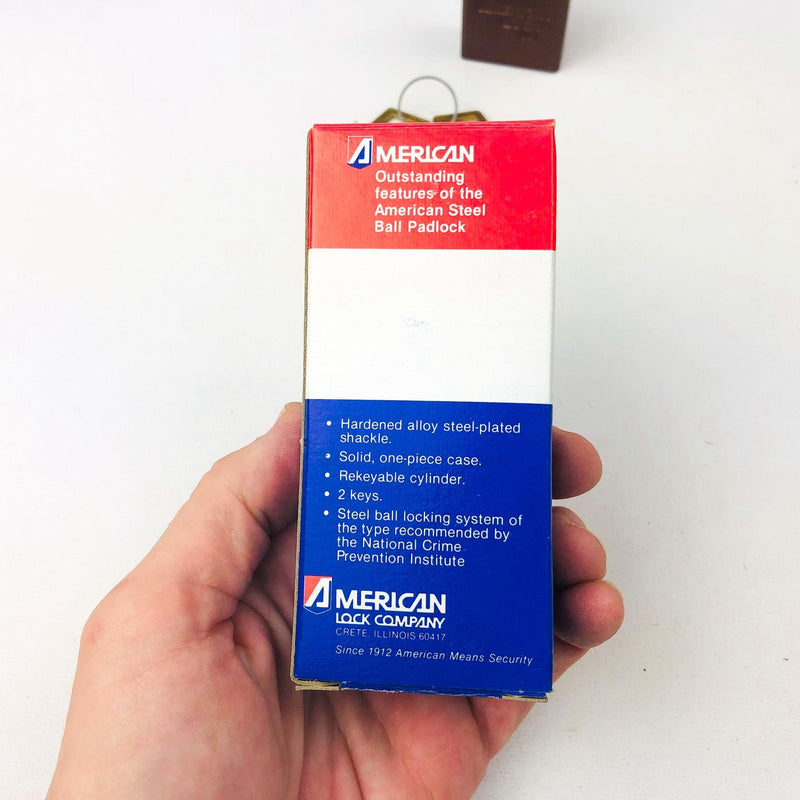 AMERICAN
Outstanding
features of the
American Steel
Ball Padlock
• Hardened alloy steel-plated
shackle.
• Solid, one-piece case.
• Rekeyable cylinder.
• 2 keys.
• Steel ball locking system of
the type recommended by
the National Crime
Prevention Institute
AMERICAN
LOCK COMPANY
CRETE, ILLINOIS 60417
Since 1912 American Means Security